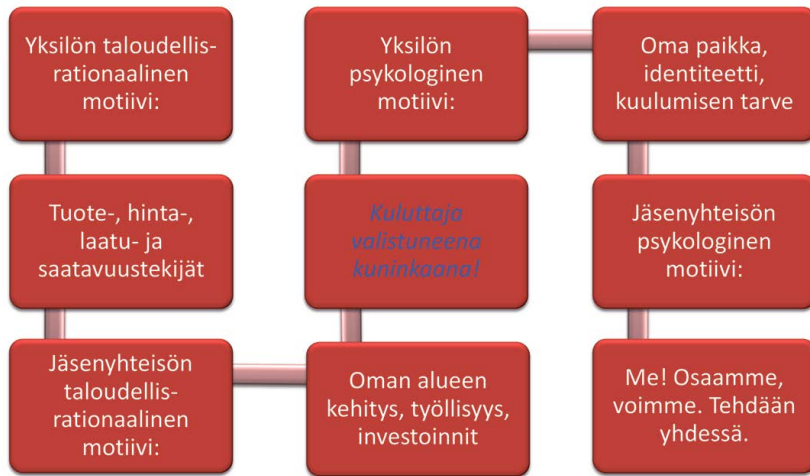 Yksilön taloudellis-
rationaalinen
motiivi:
Tuote-, hinta-,
laatu- ja
saatavuustekijät
Jäsenyhteisön
taloudellis-
rationaalinen
motiivi:
Oman alueen
kehitys, työllisyys,
investoinnit
Kuluttaja
valistuneena
kuninkaana!
Yksilön
psykologinen
motiivi:
Oma paikka,
identiteetti,
kuulumisen tarve
Jäsenyhteisön
psykologinen
motiivi:
Me! Osaamme,
voimme. Tehdään
yhdessä.